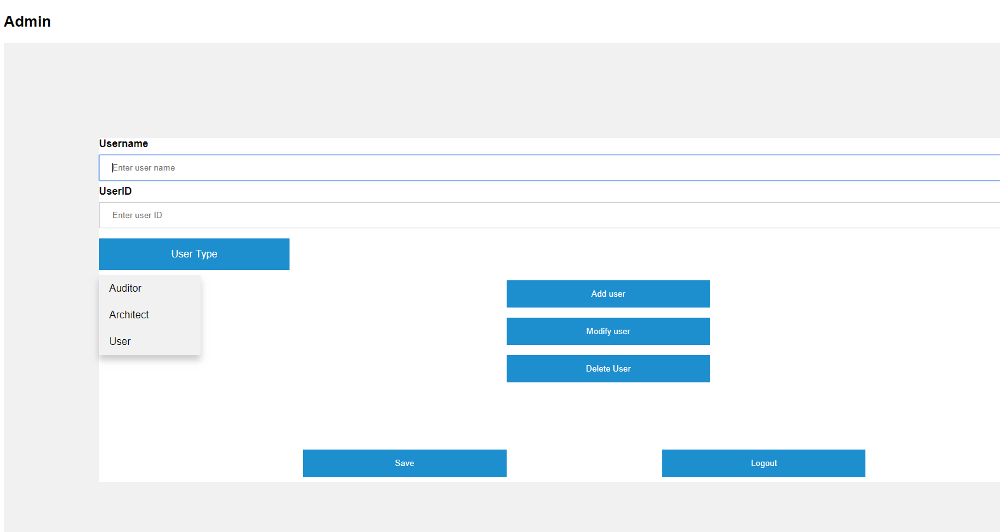 Admin
Username
Enter user name
UserID
Enter user ID
User Type
Auditor
Architect
User
Add user
Modify user
Delete User
Save
Logout